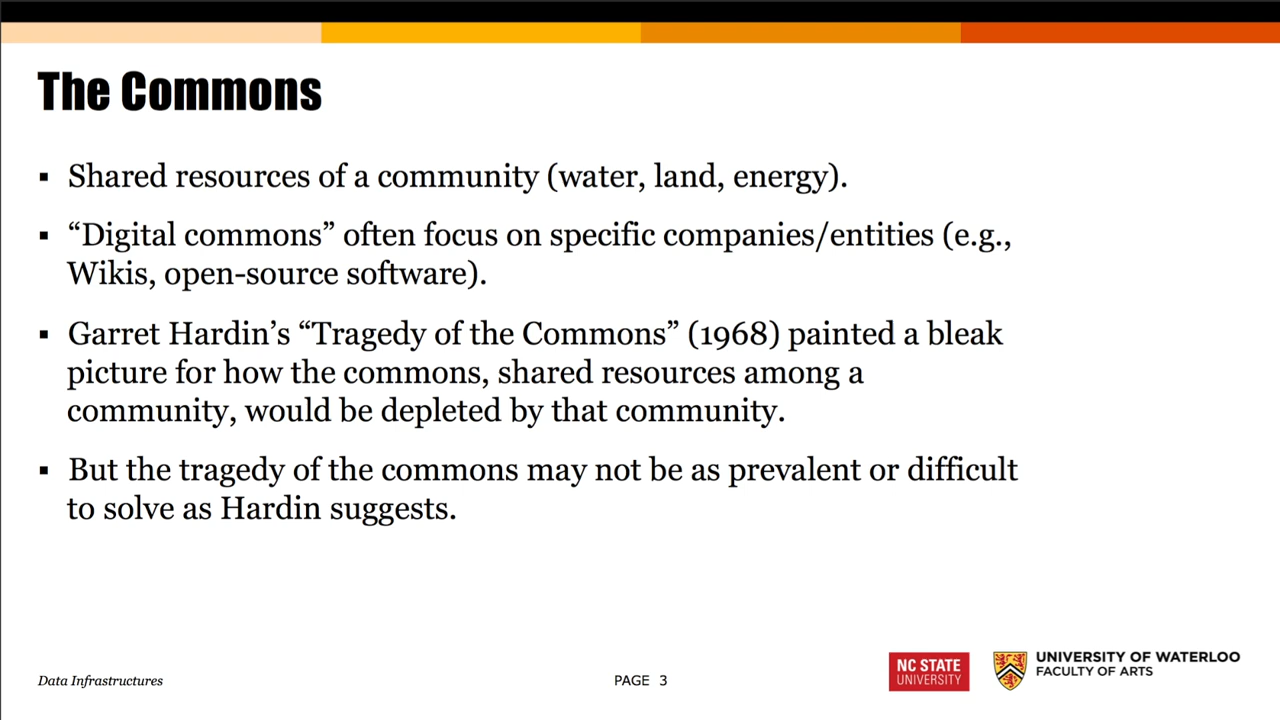 The Commons
▪ Shared resources of a community (water, land, energy).
▪ “Digital commons” often focus on specific companies/entities (e.g.,
Wikis, open-source software).
▪ Garret Hardin’s “Tragedy of the Commons” (1968) painted a bleak
picture for how the commons, shared resources among a
community, would be depleted by that community.
▪ But the tragedy of the commons may not be as prevalent or difficult
to solve as Hardin suggests.
Data Infrastructures
PAGE 3
NC STATE
UNIVERSITY
UNIVERSITY OF WATERLOO
FACULTY OF ARTS